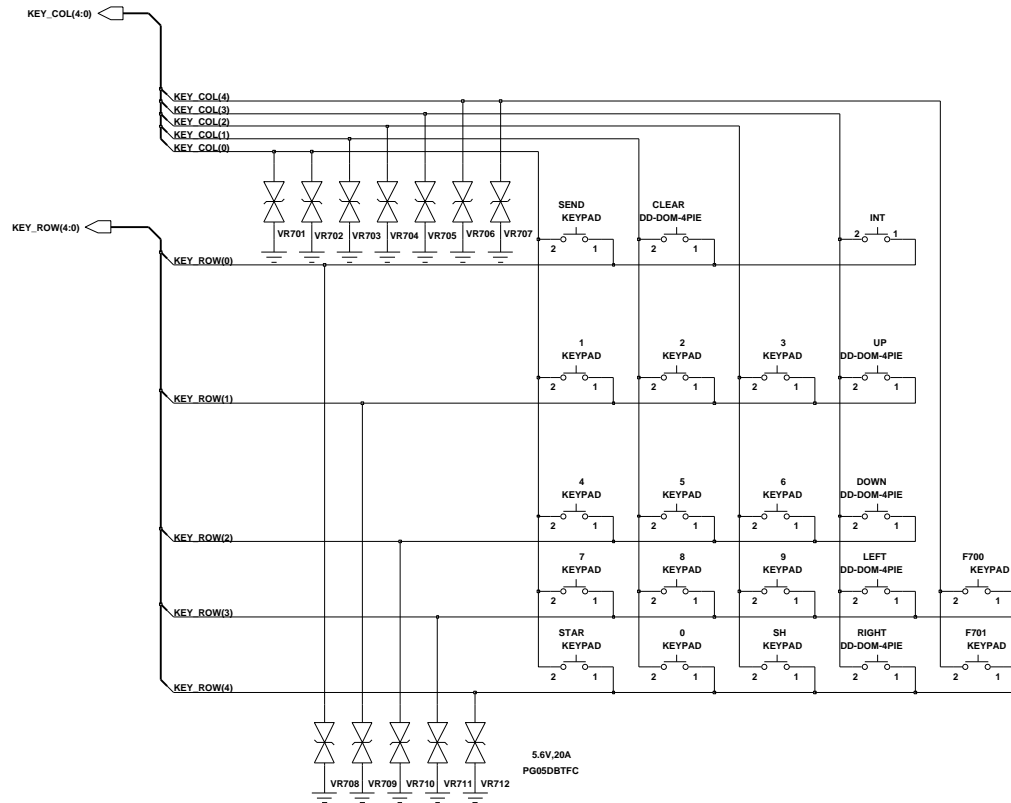 KEY_COL(4:0)
KEY_COL(4)
KEY_COL(3)
KEY_COL(2)
KEY_COL(1)
KEY_COL(0)
VR701 VR702 VR703 VR704 VR705 VR706 VR707
KEY_ROW(4:0)
SEND CLEAR INT
KEYPAD DD-DOM-4PIE
2 1 2 1 2 1
KEY_ROW(0)
1 2 3 UP
KEYPAD KEYPAD KEYPAD DD-DOM-4PIE
2 1 2 1 2 1 2 1
KEY_ROW(1)
4 5 6 DOWN
KEYPAD KEYPAD KEYPAD DD-DOM-4PIE
2 1 2 1 2 1 2 1
KEY_ROW(2)
7 8 9 LEFT F700
KEYPAD KEYPAD KEYPAD DD-DOM-4PIE KEYPAD
2 1 2 1 2 1 2 1 2 1
KEY_ROW(3)
STAR 0 SH RIGHT F701
KEYPAD KEYPAD KEYPAD DD-DOM-4PIE KEYPAD
2 1 2 1 2 1 2 1 2 1
KEY_ROW(4)
5.6V,20A
PG05DBTFC
VR708 VR709 VR710 VR711 VR712